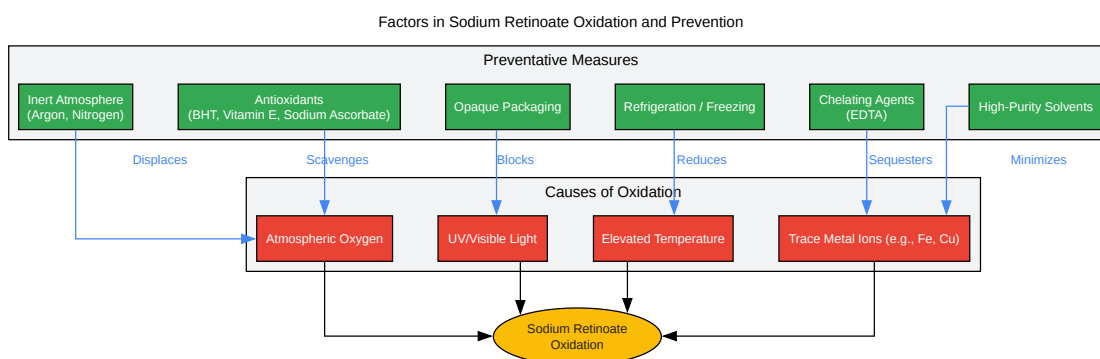 Factors in Sodium Retinoate Oxidation and Prevention
Preventative Measures
Inert Atmosphere
(Argon, Nitrogen)
Antioxidants
(BHT, Vitamin E, Sodium Ascorbate)
Opaque Packaging
Refrigeration / Freezing
Chelating Agents
(EDTA)
High-Purity Solvents
Displaces
Scavenges
Blocks
Reduces
Sequesters
Minimizes
Causes of Oxidation
Atmospheric Oxygen
UV/Visible Light
Elevated Temperature
Trace Metal Ions (e.g., Fe, Cu)
Sodium Retinoate
Oxidation